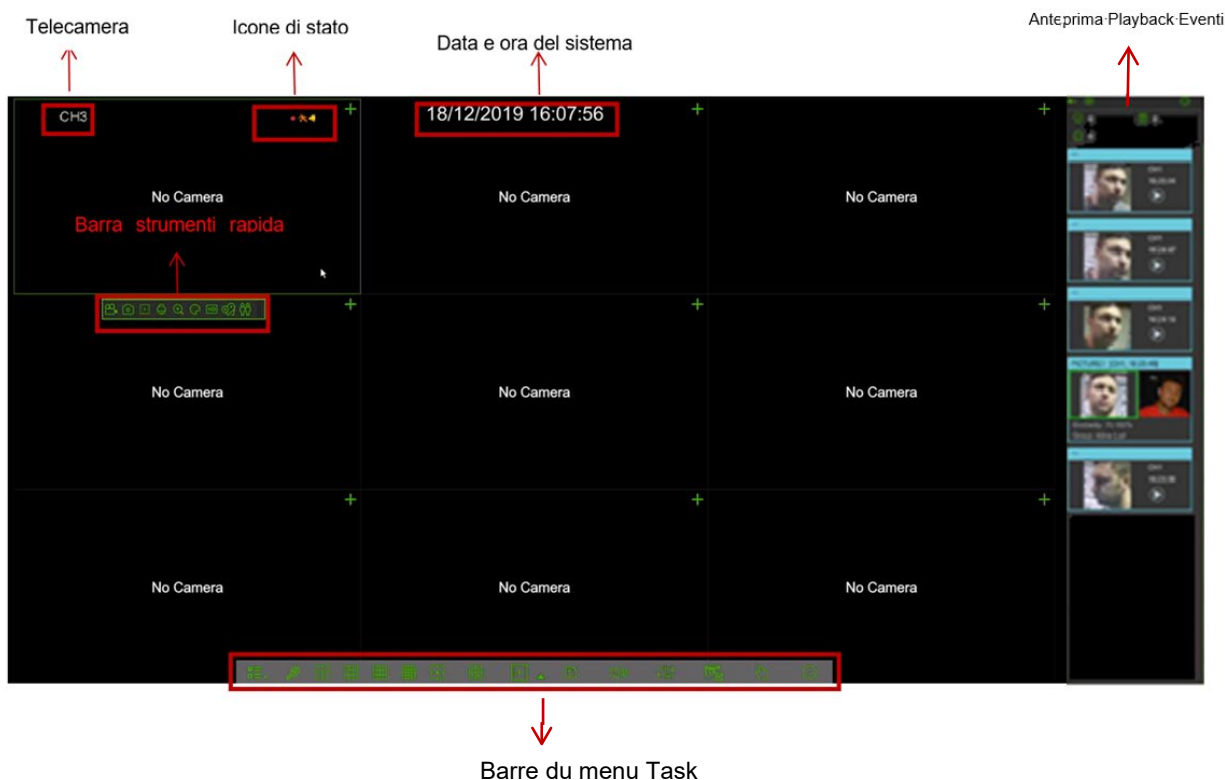 Telecamera
Icone di stato
Data e ora del sistema
Anteprima·Playback·Eventi
CH3
18/12/2019 16:07:56
No Camera
No Camera
No Camera
Barra strumenti rapida
No Camera
No Camera
No Camera
No Camera
No Camera
No Camera
Barre du menu Task